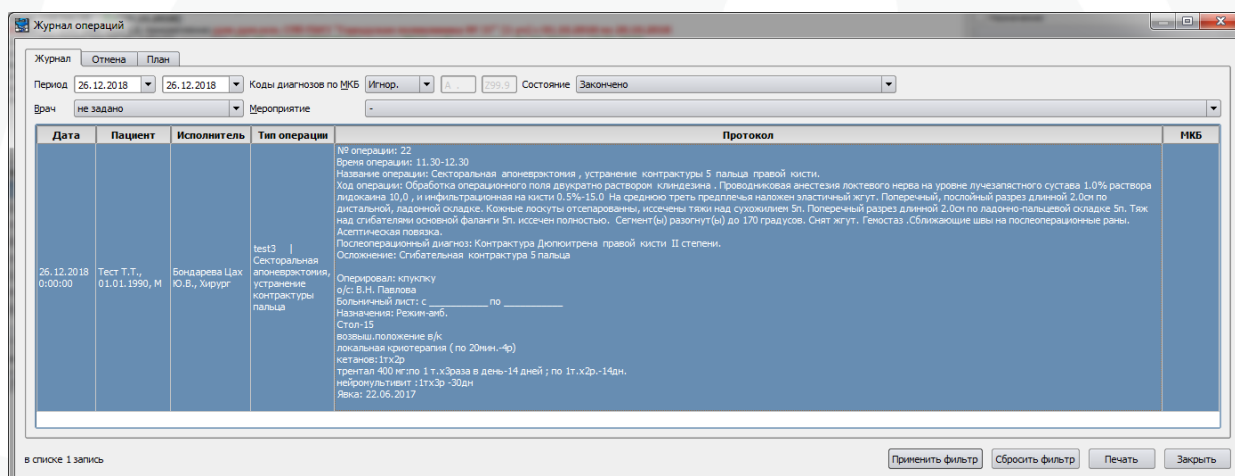 Журнал операций
Журнал Отмена План
Период 26.12.2018 26.12.2018 Коды диагнозов по МКБ Игнор. A . Z99.9 Состояние Закончено
Врач не задано Мероприятие -
Дата Пациент Исполнитель Тип операции Протокол МКБ
26.12.2018
0:00:00
Тест Т.Т.,
01.01.1990, М
Бондарева Цах
Ю.В., Хирург
test3 |
Секторальная
апоневрэктомия,
устранение
контрактуры
пальца
№ операции: 22
Время операции: 11.30-12.30
Название операции: Секторальная апоневрэктомия , устранение контрактуры 5 пальца правой кисти.
Ход операции: Обработка операционного поля двукратно раствором клиндезина . Проводниковая анестезия локтевого нерва на уровне лучезапястного сустава 1.0% раствора
лидокаина 10,0 , и инфильтрационная на кисти 0.5%-15.0 На среднюю треть предплечья наложен эластичный жгут. Поперечный, послойный разрез длинной 2.0см по
дистальной, ладонной складке. Кожные лоскуты отсепарованны, иссечены тяжи над сухожилием 5п. Поперечный разрез длинной 2.0см по ладонно-пальцевой складке 5п. Тяж
над сгибателями основной фаланги 5п. иссечен полностью. Сегмент(ы) разогнут(ы) до 170 градусов. Снят жгут. Гемостаз .Сближающие швы на послеоперационные раны.
Асептическая повязка.
Послеоперационный диагноз: Контрактура Дюпюитрена правой кисти II степени.
Осложнение: Сгибательная контрактура 5 пальца
Оперировал: кпукпку
о/с: В.Н. Павлова
Больничный лист: с ___________ по ___________
Назначения: Режим-амб.
Стол-15
возвыш.положение в/к
локальная криотерапия ( по 20мин.-4р)
кетанов:1тх2р
трентал 400 мг:по 1 т.х3раза в день-14 дней ; по 1т.х2р.-14дн.
нейромультивит :1тх3р -30дн
Явка: 22.06.2017
в списке 1 запись
Применить фильтр Сбросить фильтр Печать Закрыть